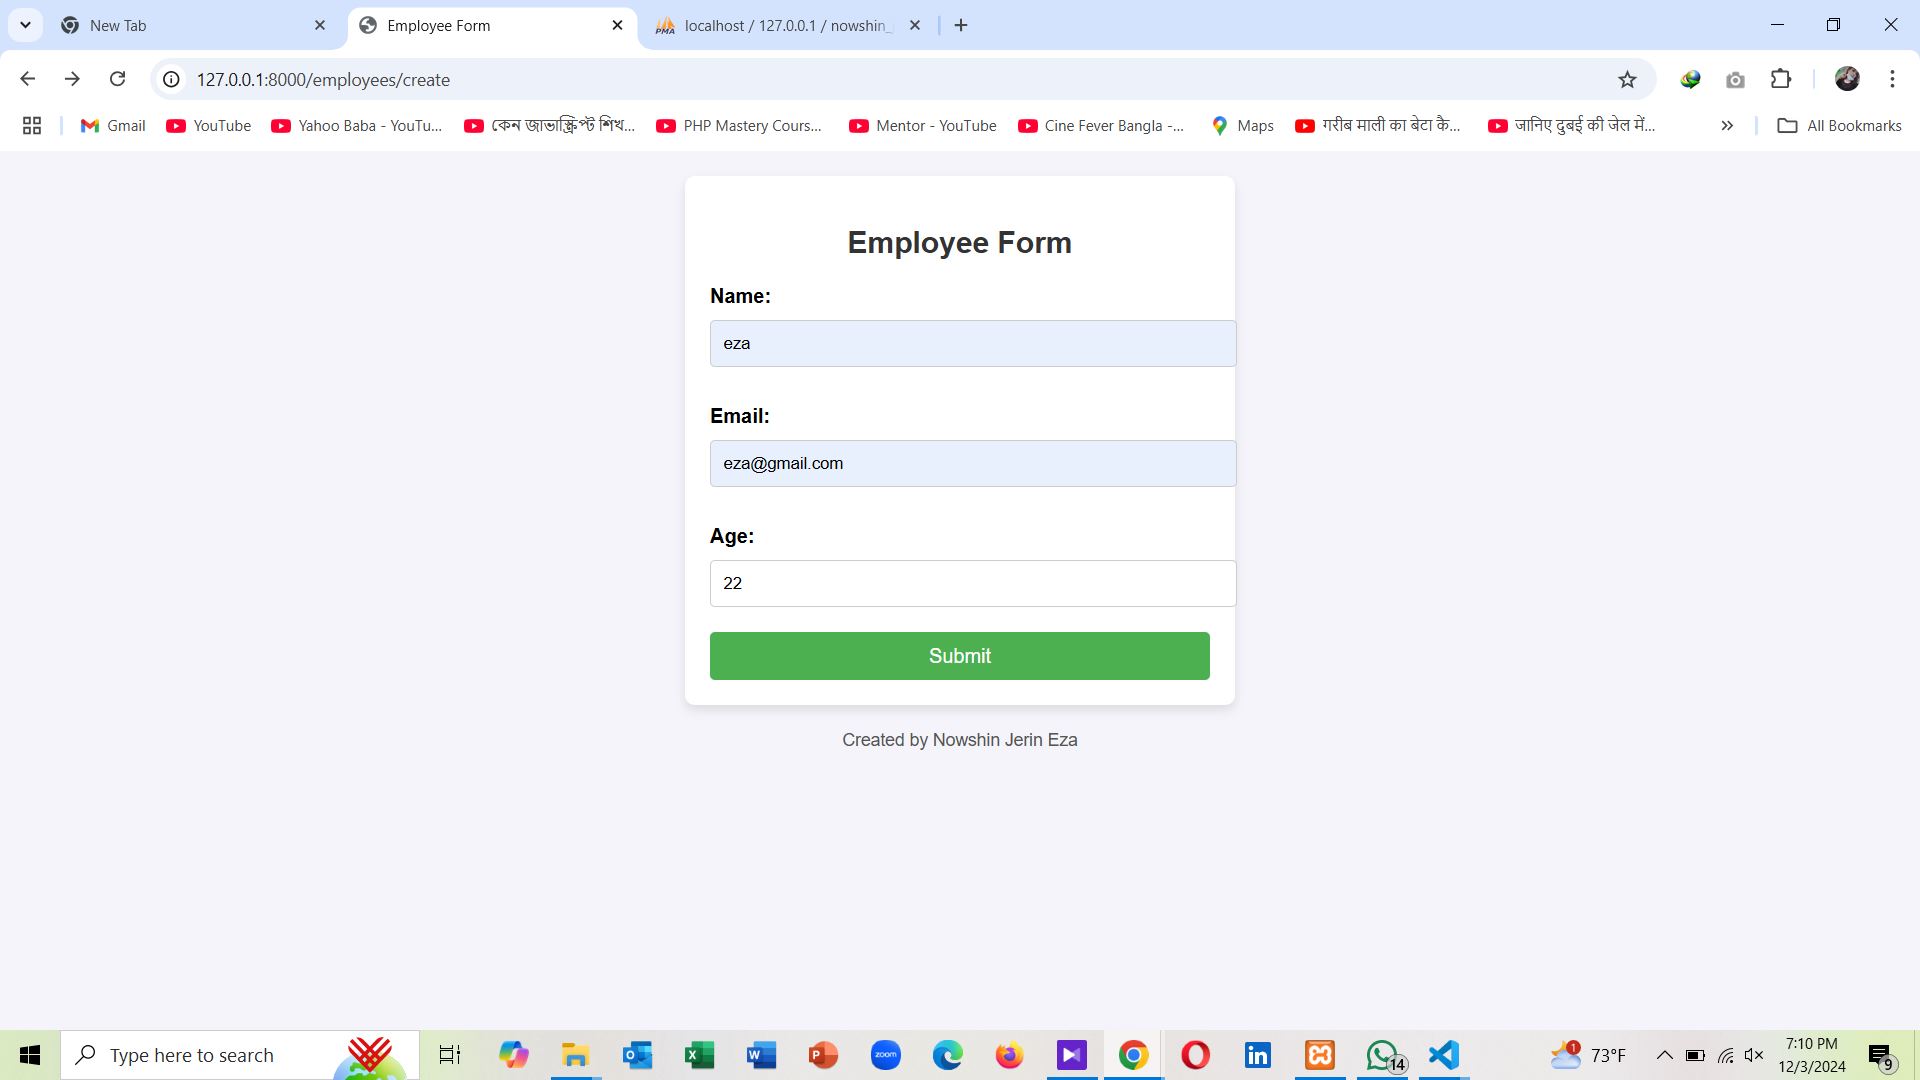 New Tab
Employee Form
localhost / 127.0.0.1 / nowshin_
127.0.0.1:8000/employees/create
Gmail
YouTube
Yahoo Baba - YouTu...
কেন জাভাস্ক্রিপ্ট শিখ...
PHP Mastery Cours...
Mentor - YouTube
Cine Fever Bangla -...
Maps
गरीब माली का बेटा कै...
जानिए दुबई की जेल में...
All Bookmarks
Employee Form
Name:
eza
Email:
eza@gmail.com
Age:
22
Submit
Created by Nowshin Jerin Eza
Type here to search
zoom
14
1
73°F
7:10 PM
12/3/2024
9